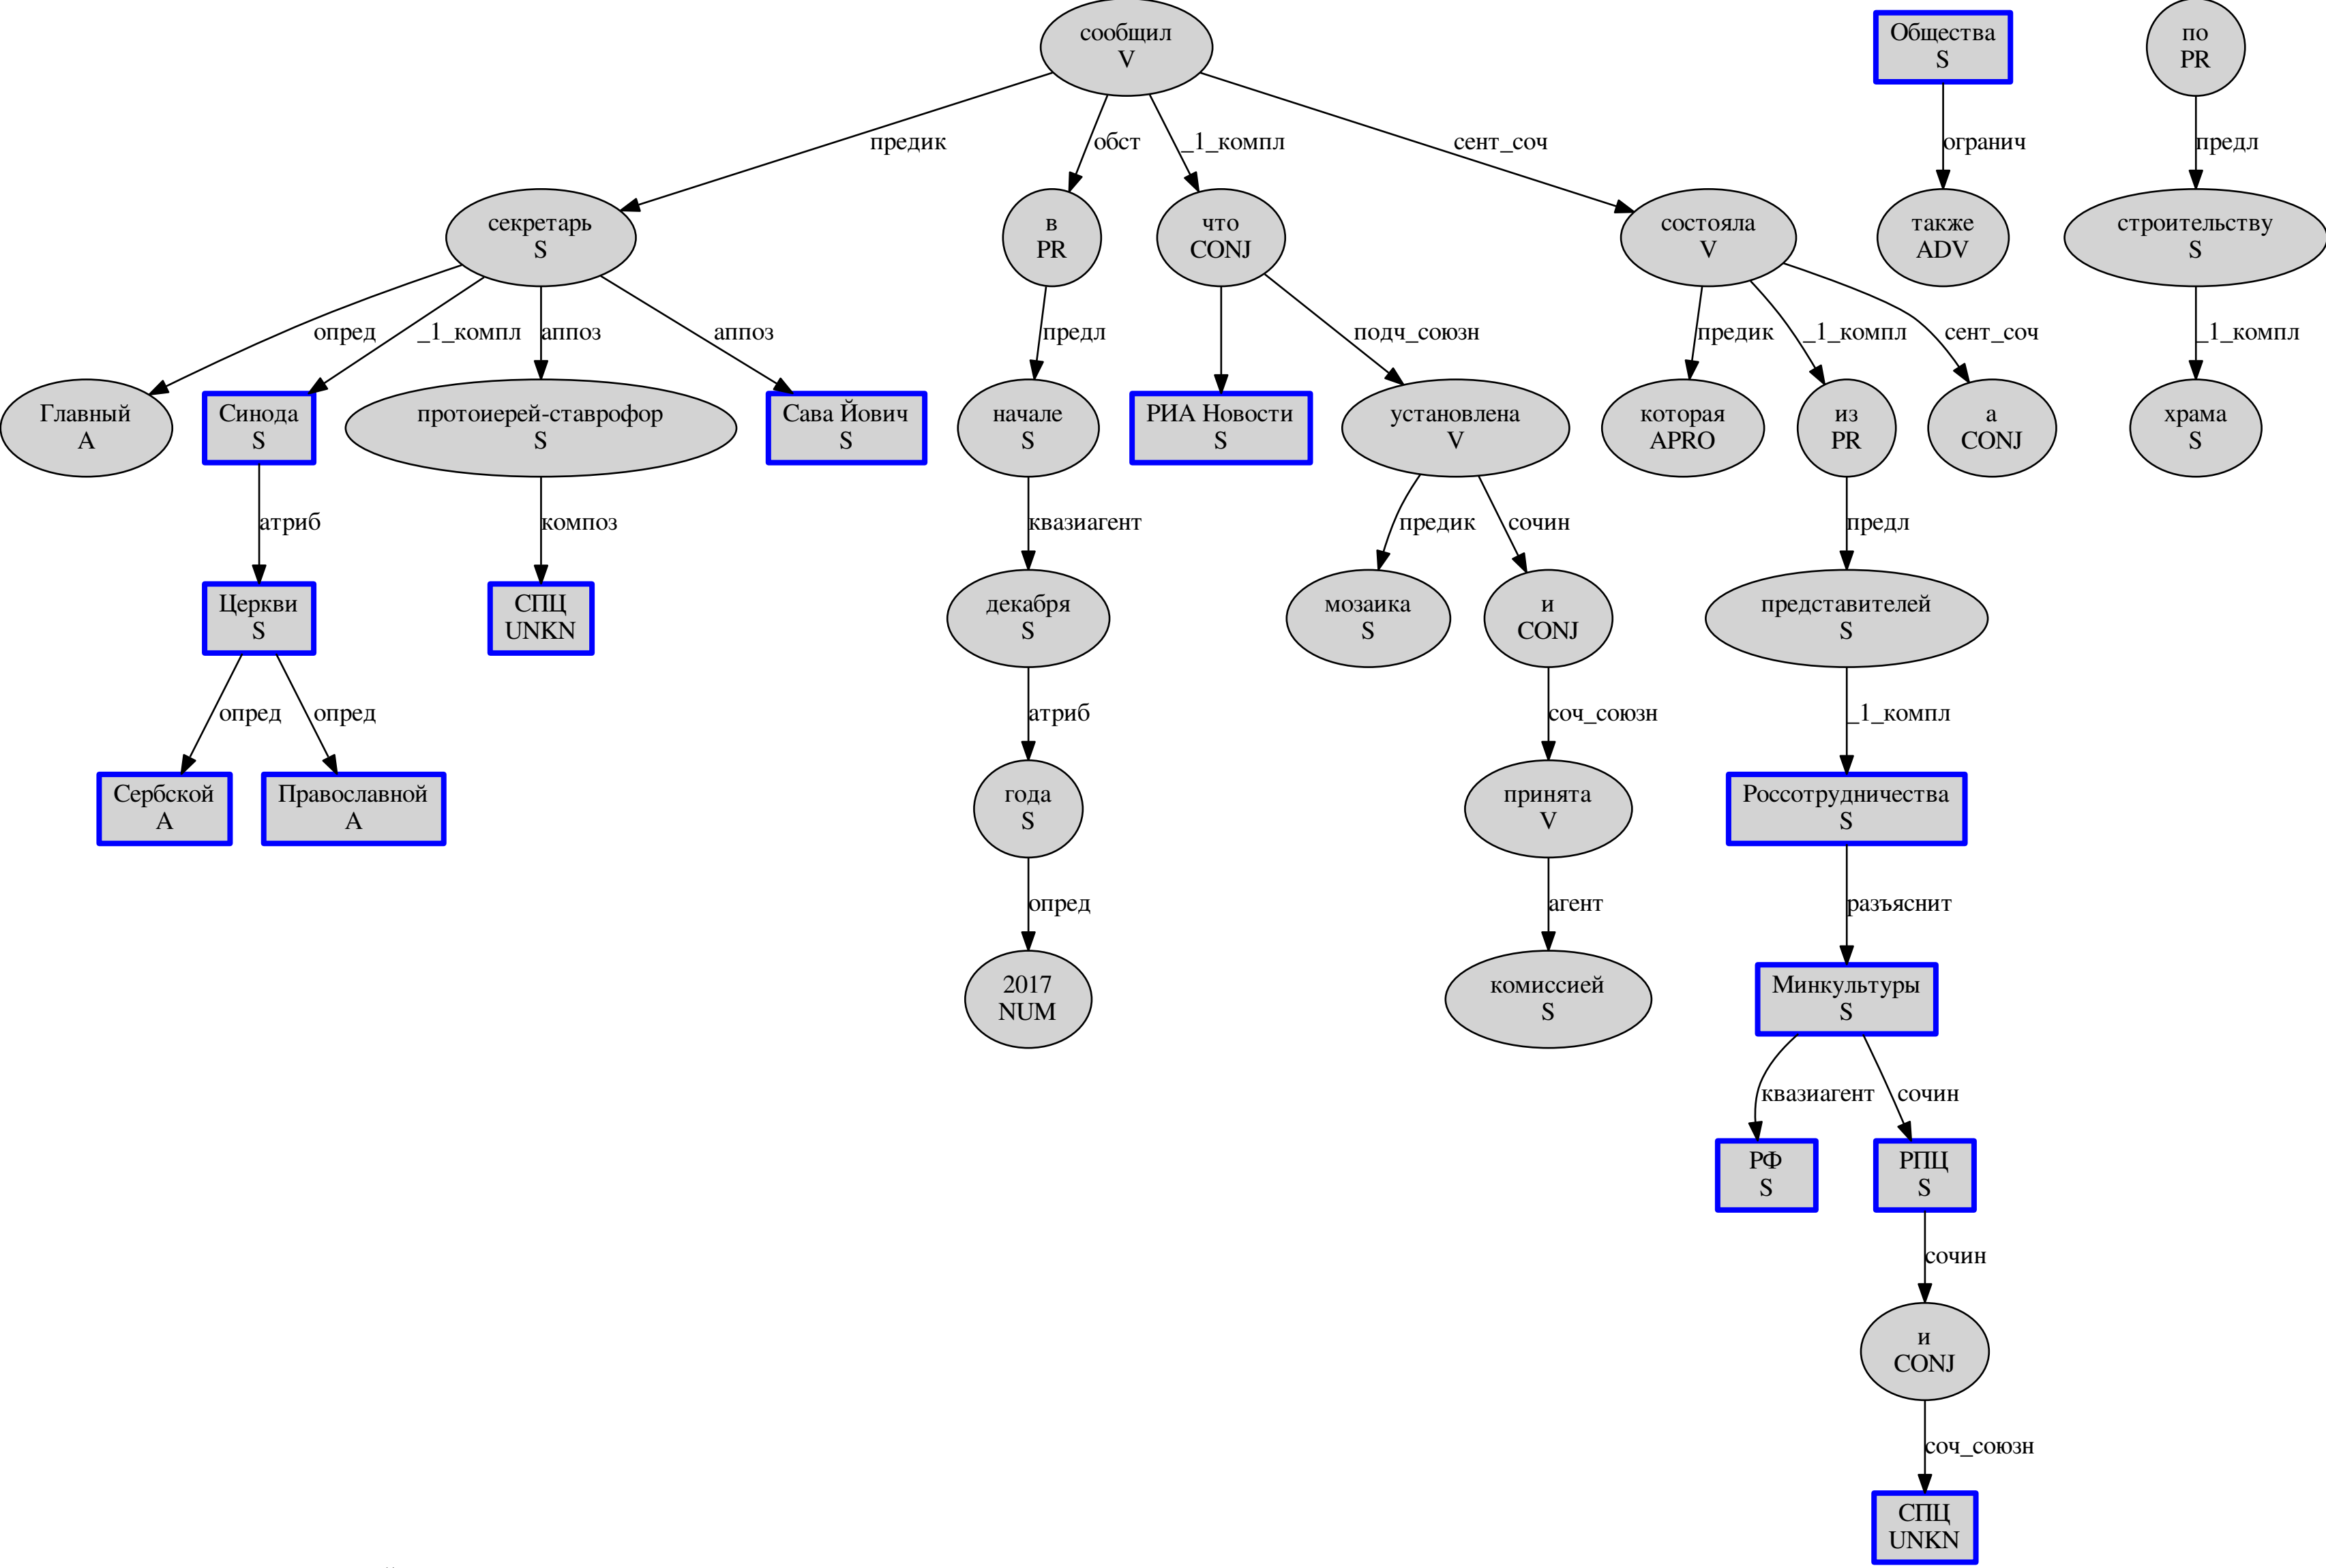 сообщил
V
Общества
S
по
PR
предик
обст
_1_компл
сент_соч
огранич
предл
секретарь
S
в
PR
что
CONJ
состояла
V
также
ADV
строительству
S
опред
_1_компл
аппоз
аппоз
предл
подч_союзн
предик
_1_компл
сент_соч
_1_компл
Главный
A
Синода
S
протоиерей-ставрофор
S
Сава Йович
S
начале
S
РИА Новости
S
установлена
V
которая
APRO
из
PR
а
CONJ
храма
S
атриб
композ
квазиагент
предик
сочин
предл
Церкви
S
СПЦ
UNKN
декабря
S
мозаика
S
и
CONJ
представителей
S
опред
опред
атриб
соч_союзн
_1_компл
Сербской
A
Православной
A
года
S
принята
V
Россотрудничества
S
опред
агент
разъяснит
2017
NUM
комиссией
S
Минкультуры
S
квазиагент
сочин
РФ
S
РПЦ
S
сочин
и
CONJ
соч_союзн
СПЦ
UNKN